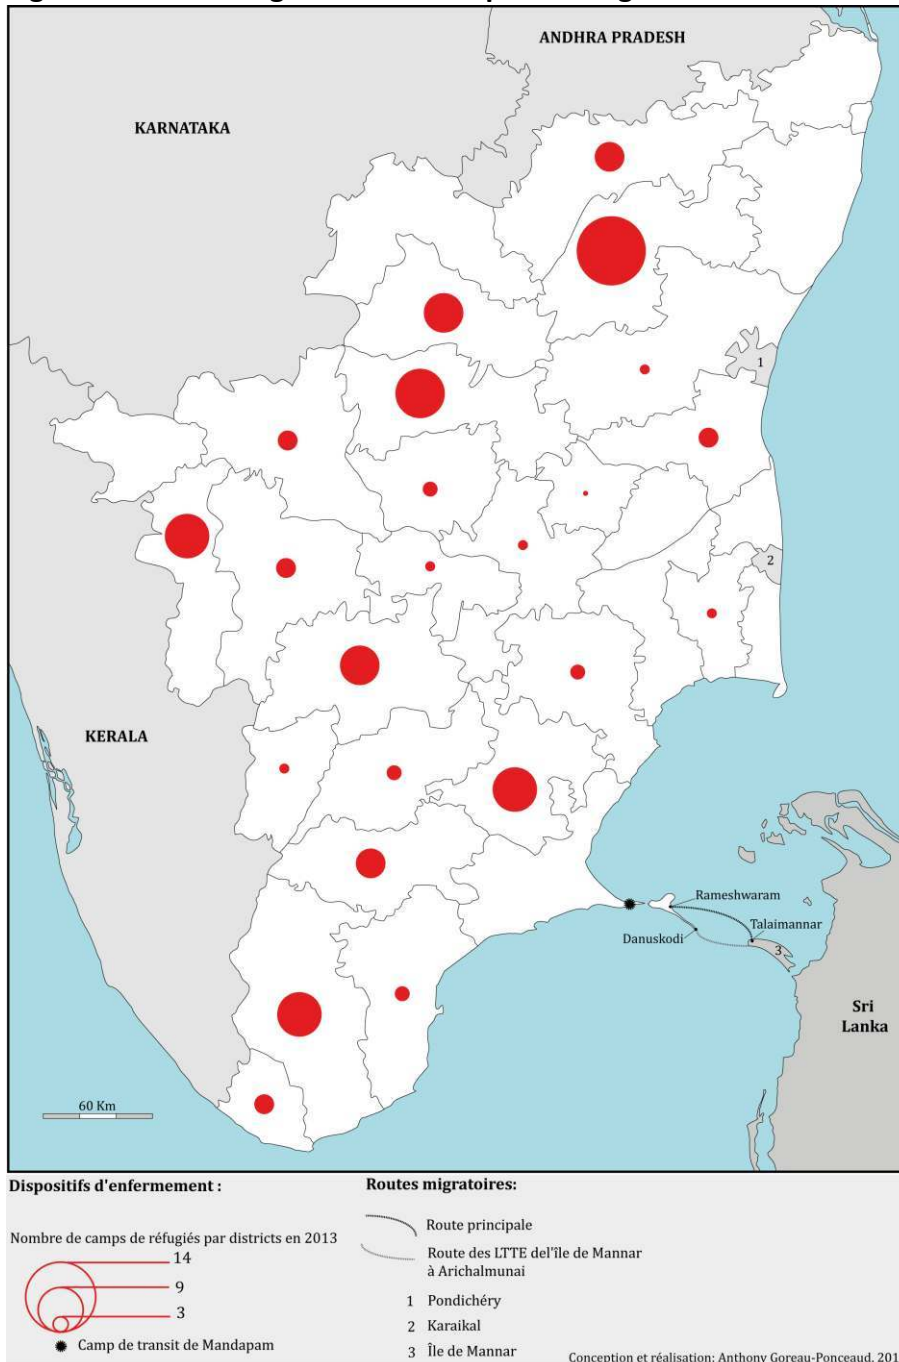 ANDHRA PRADESH
KARNATAKA
1
2
KERALA
Rameshwaram
Talaimannar
Danuskodi
3
Sri
Lanka
60 Km
Dispositifs d'enfermement :
Nombre de camps de réfugiés par districts en 2013
14
9
3
Camp de transit de Mandapam
Routes migratoires:
Route principale
Route des LTTE del'île de Mannar
à Arichalmunai
1 Pondichéry
2 Karaikal
3 Île de Mannar
Conception et réalisation: Anthony Goreau-Ponceaud, 201